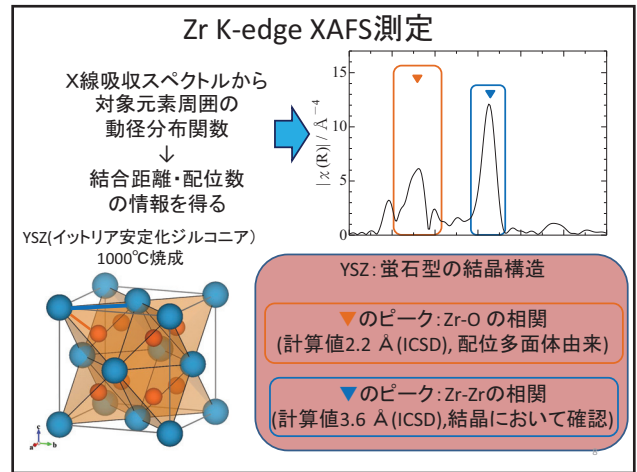 Zr K-edge XAFS測定
X線吸収スペクトルから
対象元素周囲の
動径分布関数
↓
結合距離・配位数
の情報を得る
15
10
5
0
|χ(R)| / Å⁻⁴
YSZ(イットリア安定化ジルコニア)
1000℃焼成
c
a
b
YSZ:蛍石型の結晶構造
▼のピーク:Zr-O の相関
(計算値2.2 Å(ICSD), 配位多面体由来)
▼のピーク:Zr-Zrの相関
(計算値3.6 Å(ICSD),結晶において確認)